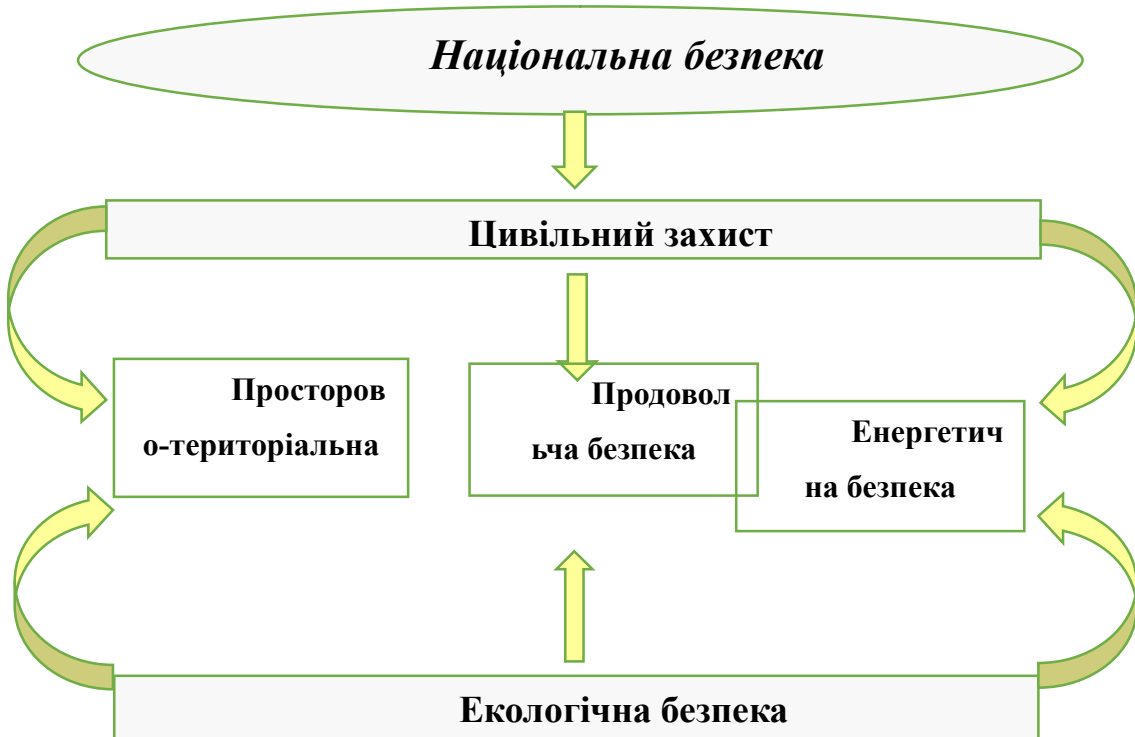 Національна безпека
Цивільний захист
Просторов
о-територіальна
Продовол
ьча безпека
Енергетич
на безпека
Екологічна безпека